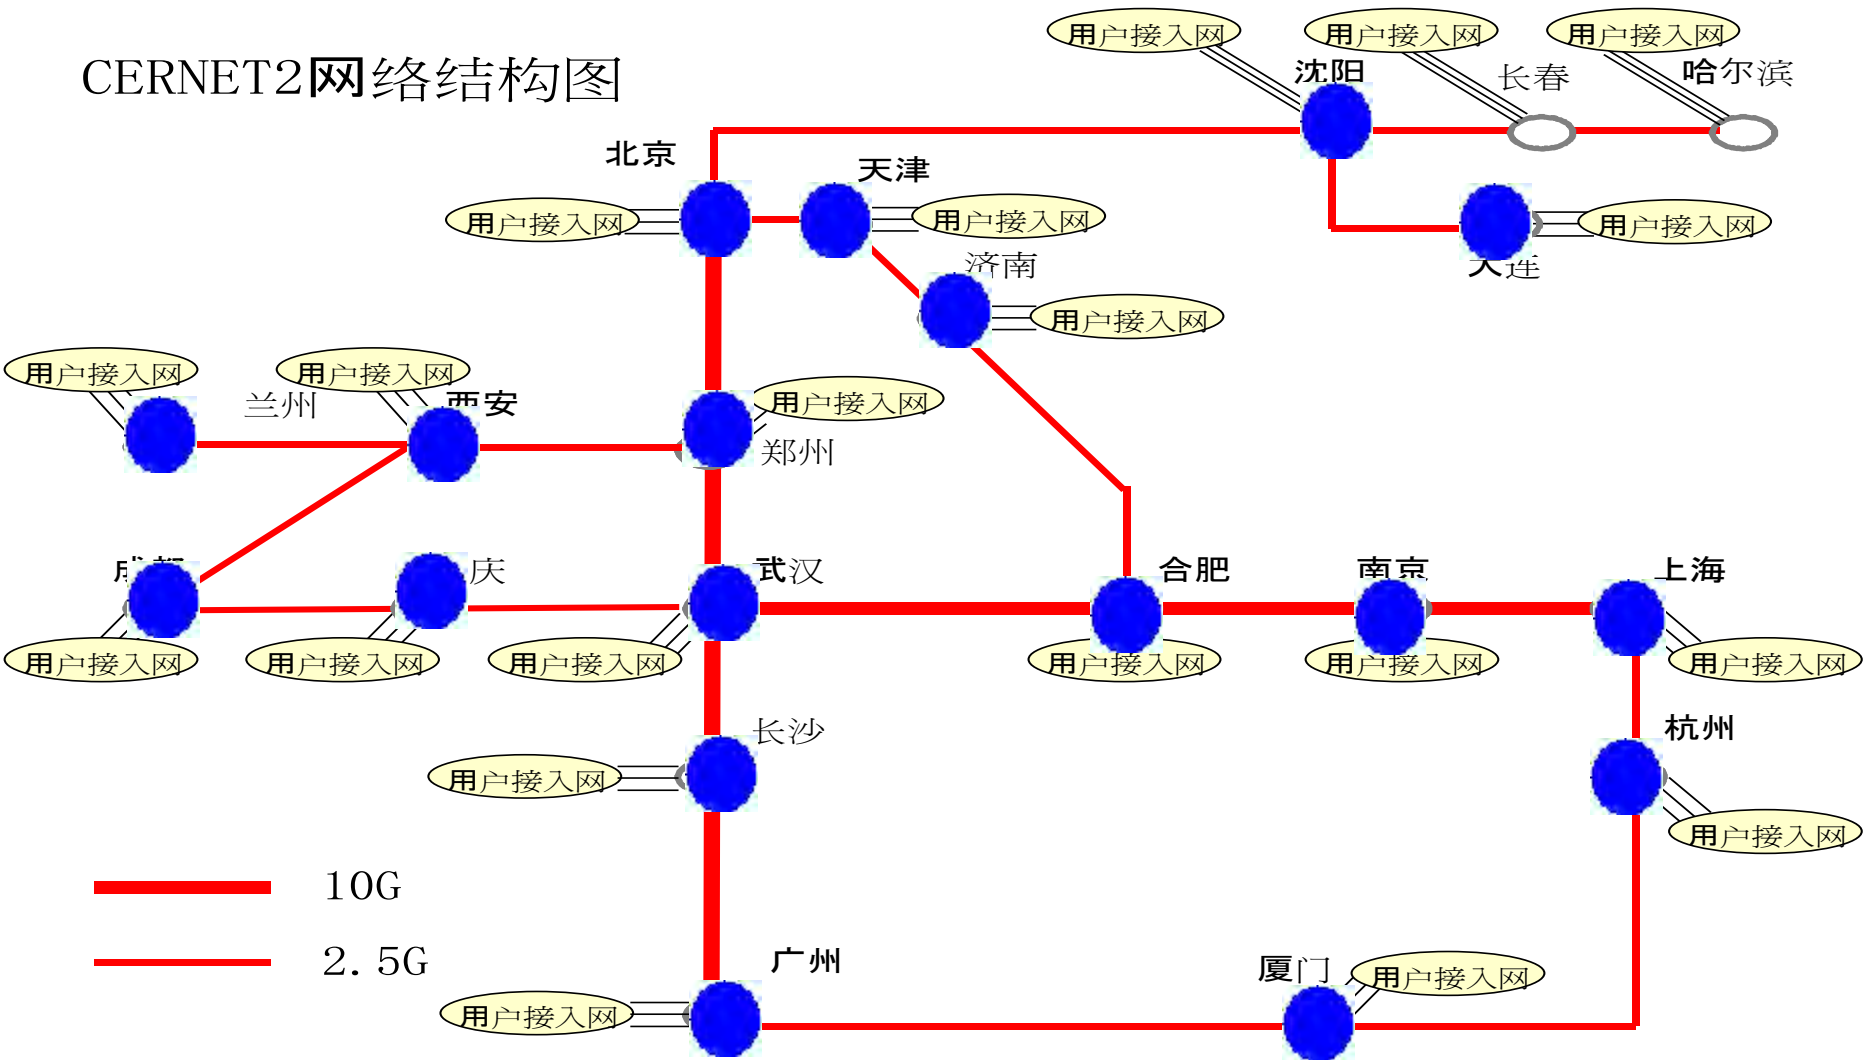 CERNET2网络结构图
用户接入网
用户接入网
用户接入网
沈阳
长春
哈尔滨
北京
天津
用户接入网
用户接入网
用户接入网
大连
济南
用户接入网
用户接入网
兰州
用户接入网
西安
用户接入网
郑州
成都
庆
武汉
合肥
南京
上海
用户接入网
用户接入网
用户接入网
用户接入网
用户接入网
用户接入网
长沙
杭州
用户接入网
用户接入网
10G
2.5G
广州
厦门
用户接入网
用户接入网